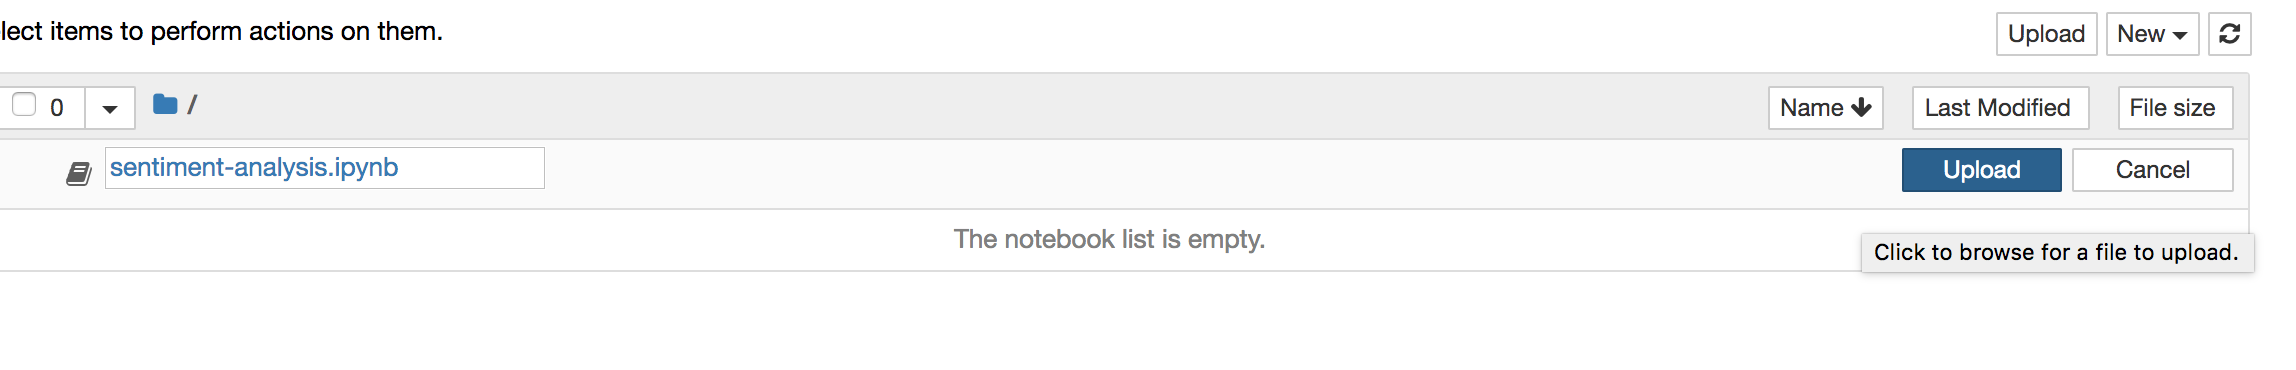 lect items to perform actions on them.
Upload New
0 / Name Last Modified File size
sentiment-analysis.ipynb Upload Cancel
The notebook list is empty.
Click to browse for a file to upload.